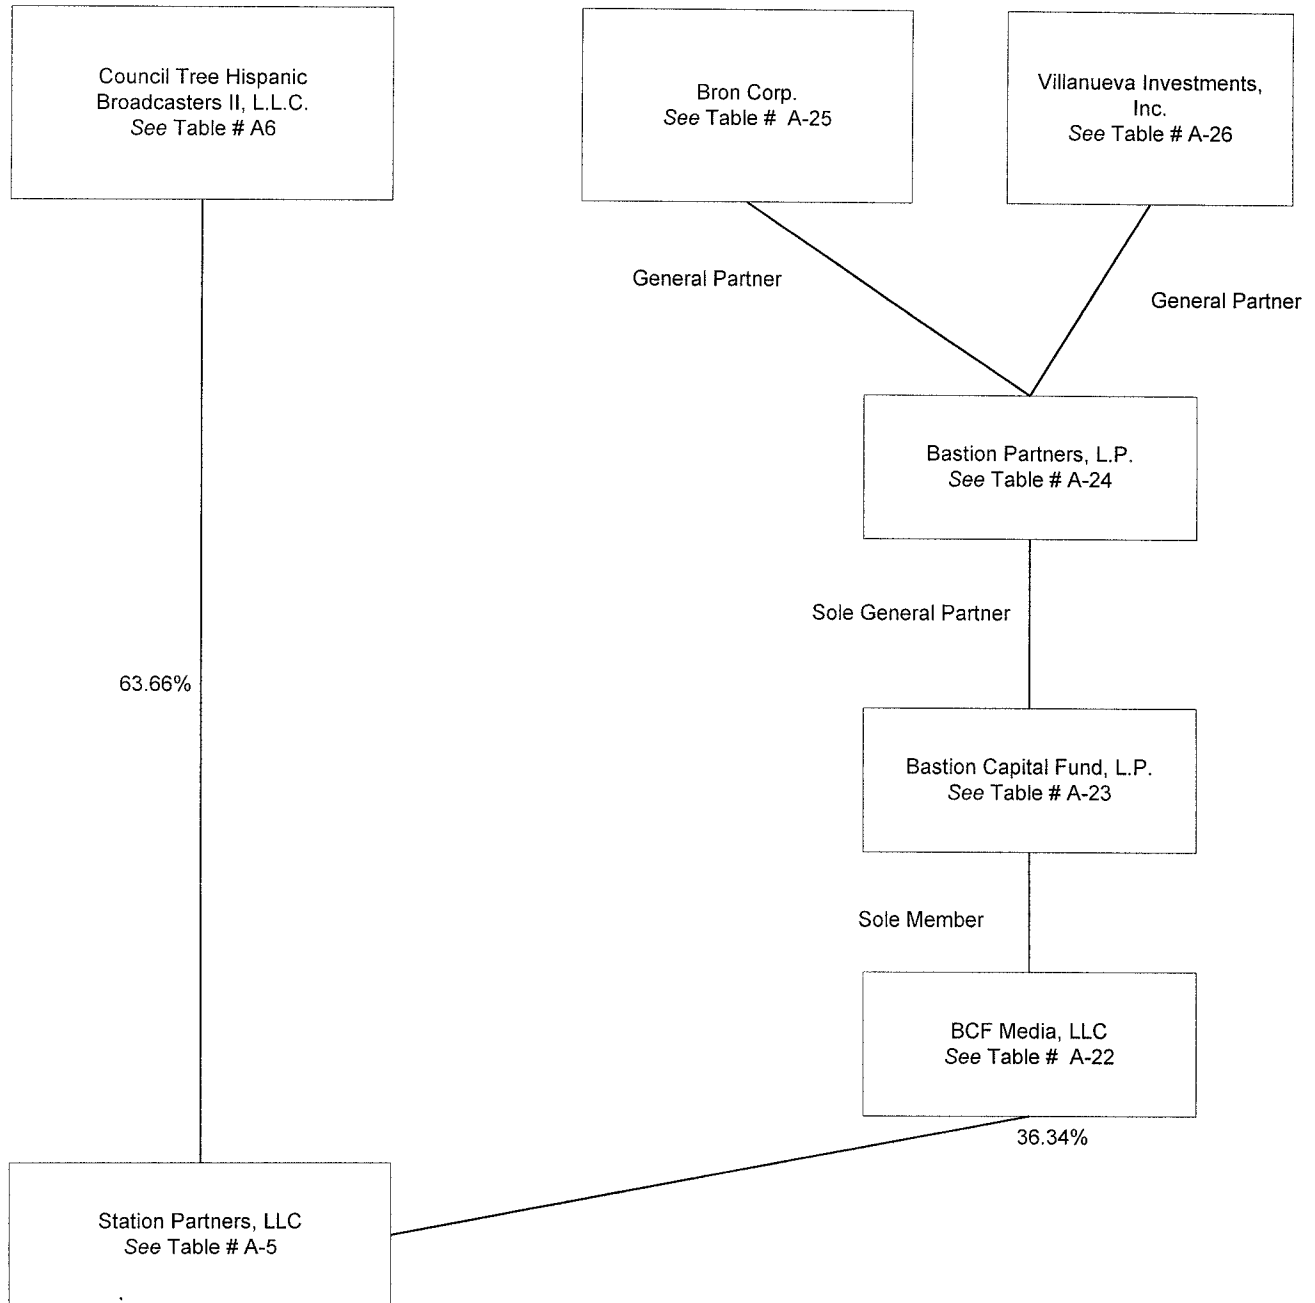 Council Tree Hispanic
Broadcasters II, L.L.C.
See Table # A6
Bron Corp.
See Table # A-25
Villanueva Investments,
Inc.
See Table # A-26
General Partner
General Partner
Bastion Partners, L.P.
See Table # A-24
Sole General Partner
63.66%
Bastion Capital Fund, L.P.
See Table # A-23
Sole Member
BCF Media, LLC
See Table # A-22
36.34%
Station Partners, LLC
See Table # A-5